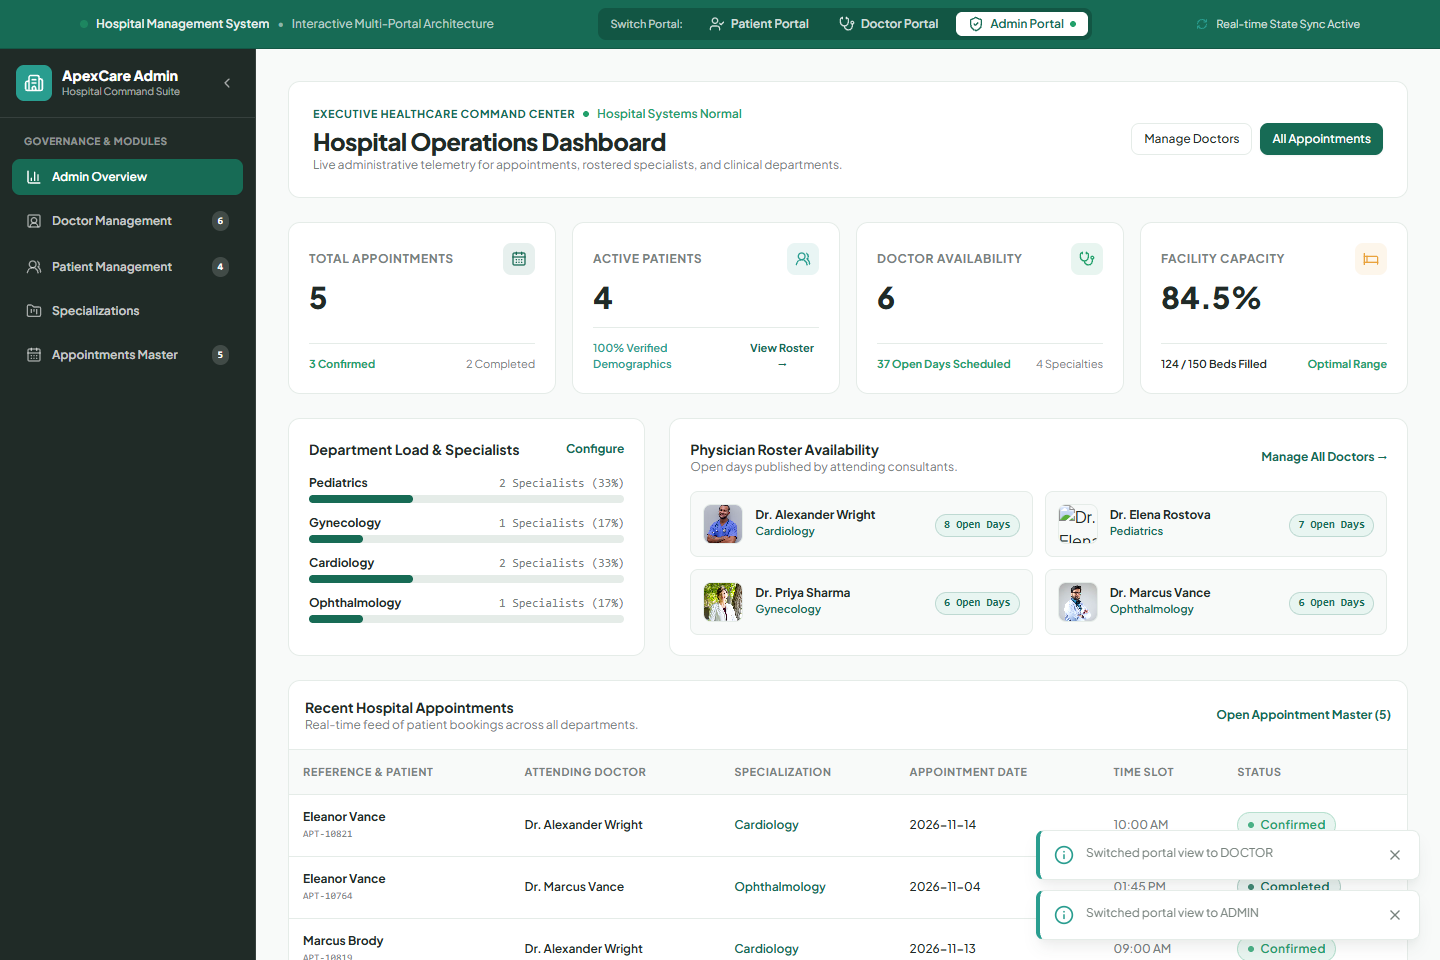 Hospital Management System • Interactive Multi-Portal Architecture
Switch Portal: Patient Portal Doctor Portal Admin Portal
Real-time State Sync Active
ApexCare Admin
Hospital Command Suite
GOVERNANCE & MODULES
Admin Overview
Doctor Management 6
Patient Management 4
Specializations
Appointments Master 5
EXECUTIVE HEALTHCARE COMMAND CENTER • Hospital Systems Normal
Hospital Operations Dashboard
Live administrative telemetry for appointments, rostered specialists, and clinical departments.
Manage Doctors
All Appointments
TOTAL APPOINTMENTS
5
3 Confirmed 2 Completed
ACTIVE PATIENTS
4
100% Verified
Demographics
View Roster
→
DOCTOR AVAILABILITY
6
37 Open Days Scheduled 4 Specialties
FACILITY CAPACITY
84.5%
124 / 150 Beds Filled Optimal Range
Department Load & Specialists Configure
Pediatrics 2 Specialists (33%)
Gynecology 1 Specialists (17%)
Cardiology 2 Specialists (33%)
Ophthalmology 1 Specialists (17%)
Physician Roster Availability
Open days published by attending consultants.
Manage All Doctors →
Dr. Alexander Wright
Cardiology
8 Open Days
Dr.
Elena
Dr. Elena Rostova
Pediatrics
7 Open Days
Dr. Priya Sharma
Gynecology
6 Open Days
Dr. Marcus Vance
Ophthalmology
6 Open Days
Recent Hospital Appointments
Real-time feed of patient bookings across all departments.
Open Appointment Master (5)
REFERENCE & PATIENT ATTENDING DOCTOR SPECIALIZATION APPOINTMENT DATE TIME SLOT STATUS
Eleanor Vance
APT-10821
Dr. Alexander Wright Cardiology 2026-11-14 10:00 AM Confirmed
Eleanor Vance
APT-10764
Dr. Marcus Vance Ophthalmology 2026-11-04 01:45 PM Completed
Marcus Brody
APT-10819
Dr. Alexander Wright Cardiology 2026-11-13 09:00 AM Confirmed
Switched portal view to DOCTOR
Switched portal view to ADMIN